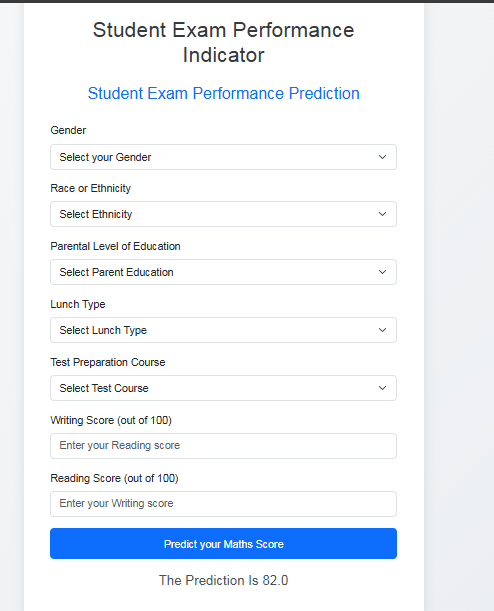 Student Exam Performance
Indicator
Student Exam Performance Prediction
Gender
Select your Gender
Race or Ethnicity
Select Ethnicity
Parental Level of Education
Select Parent Education
Lunch Type
Select Lunch Type
Test Preparation Course
Select Test Course
Writing Score (out of 100)
Enter your Reading score
Reading Score (out of 100)
Enter your Writing score
Predict your Maths Score
The Prediction Is 82.0